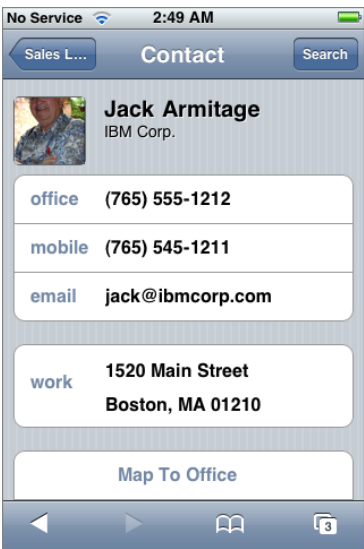 No Service 2:49 AM
Sales L... Contact Search
Jack Armitage
IBM Corp.
office (765) 555-1212
mobile (765) 545-1211
email jack@ibmcorp.com
work 1520 Main Street
Boston, MA 01210
Map To Office
3